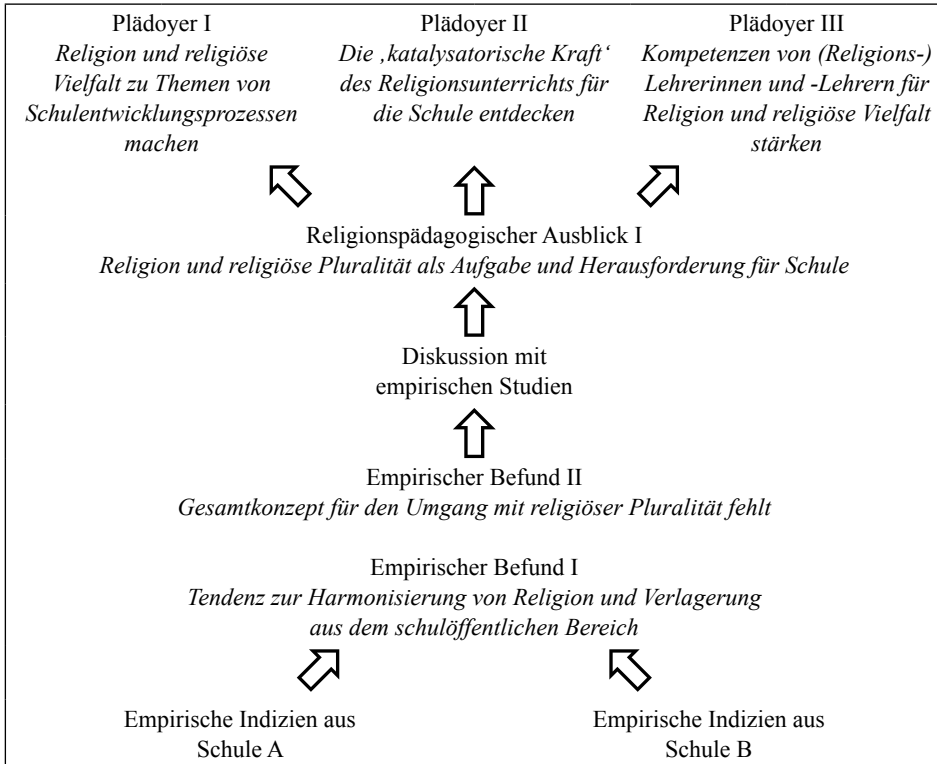 Plädoyer I
Religion und religiöse
Vielfalt zu Themen von
Schulentwicklungsprozessen
machen
Plädoyer II
Die ‚katalysatorische Kraft‘
des Religionsunterrichts für
die Schule entdecken
Plädoyer III
Kompetenzen von (Religions-)
Lehrerinnen und -Lehrern für
Religion und religiöse Vielfalt
stärken
Religionspädagogischer Ausblick I
Religion und religiöse Pluralität als Aufgabe und Herausforderung für Schule
Diskussion mit
empirischen Studien
Empirischer Befund II
Gesamtkonzept für den Umgang mit religiöser Pluralität fehlt
Empirischer Befund I
Tendenz zur Harmonisierung von Religion und Verlagerung
aus dem schulöffentlichen Bereich
Empirische Indizien aus
Schule A
Empirische Indizien aus
Schule B